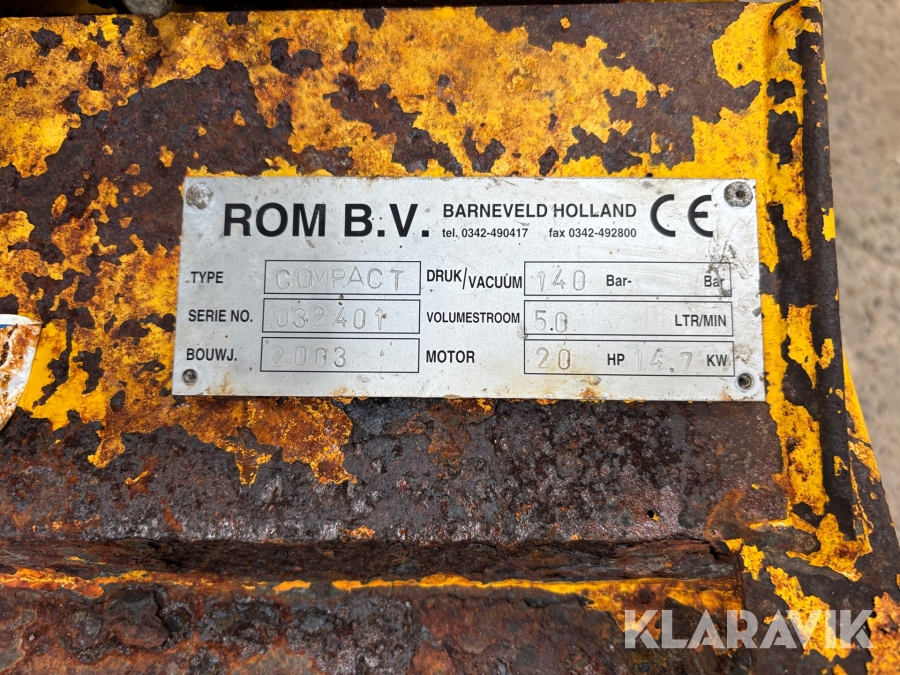 ROM B.V. BARNEVELD HOLLAND CE
tel. 0342-490417 fax 0342-492800
TYPE COMPACT DRUK/VACUÜM 140 Bar- Bar
SERIE NO. 032401 VOLUMESTROOM 50 LTR/MIN
BOUWJ. 2003 MOTOR 20 HP 14.7 KW
KLARAVIK